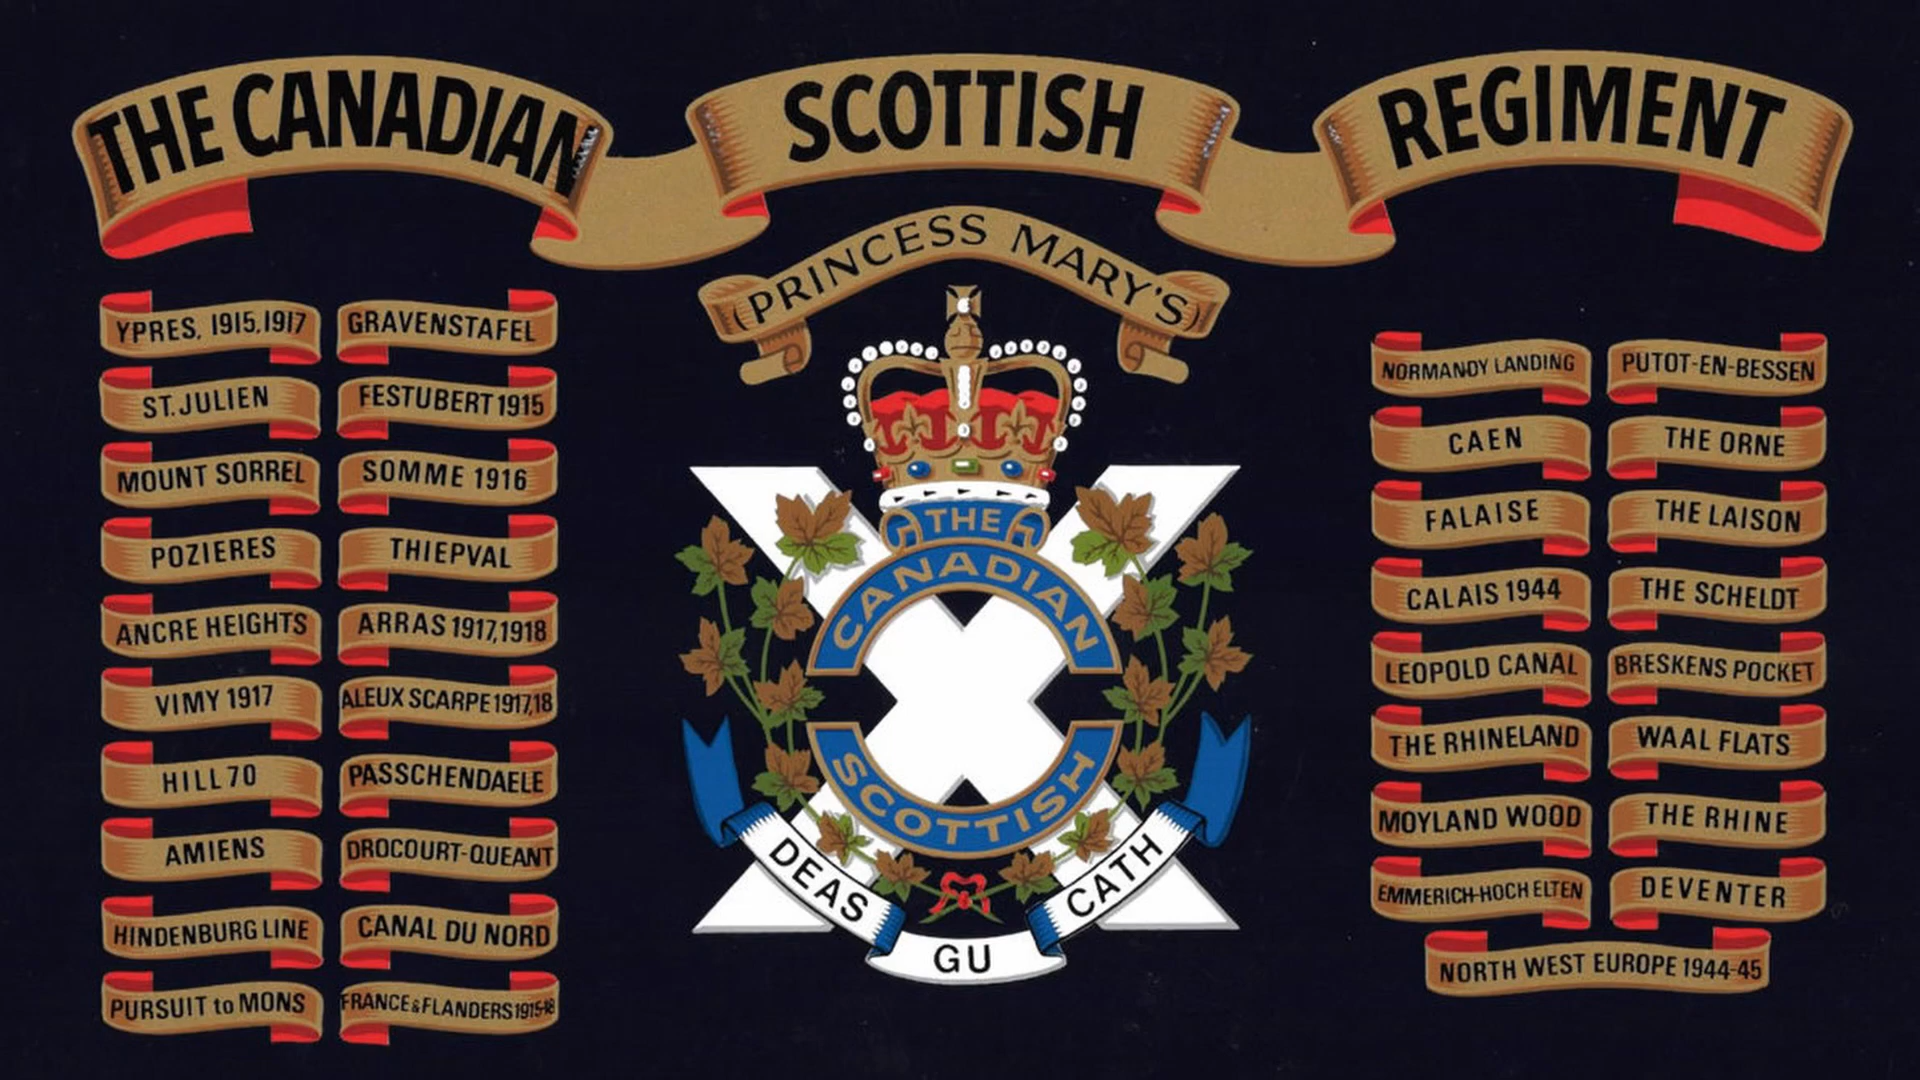 THE CANADIAN SCOTTISH REGIMENT
(PRINCESS MARY'S)
YPRES, 1915,1917
GRAVENSTAFEL
ST. JULIEN
FESTUBERT 1915
MOUNT SORREL
SOMME 1916
POZIERES
THIEPVAL
ANCRE HEIGHTS
ARRAS 1917,1918
VIMY 1917
ALEUX SCARPE 1917,18
HILL 70
PASSCHENDAELE
AMIENS
DROCOURT-QUEANT
HINDENBURG LINE
CANAL DU NORD
PURSUIT to MONS
FRANCE & FLANDERS 1915-18
THE
CANADIAN
SCOTTISH
DEAS GU CATH
NORMANDY LANDING
PUTOT-EN-BESSEN
CAEN
THE ORNE
FALAISE
THE LAISON
CALAIS 1944
THE SCHELDT
LEOPOLD CANAL
BRESKENS POCKET
THE RHINELAND
WAAL FLATS
MOYLAND WOOD
THE RHINE
EMMERICH-HOCH ELTEN
DEVENTER
NORTH WEST EUROPE 1944-45